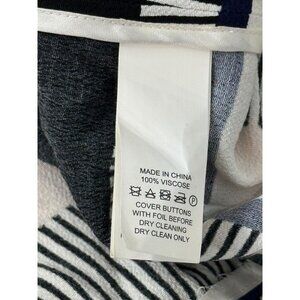 MADE IN CHINA
100% VISCOSE
P
COVER BUTTONS
WITH FOIL BEFORE
DRY CLEANING
DRY CLEAN ONLY